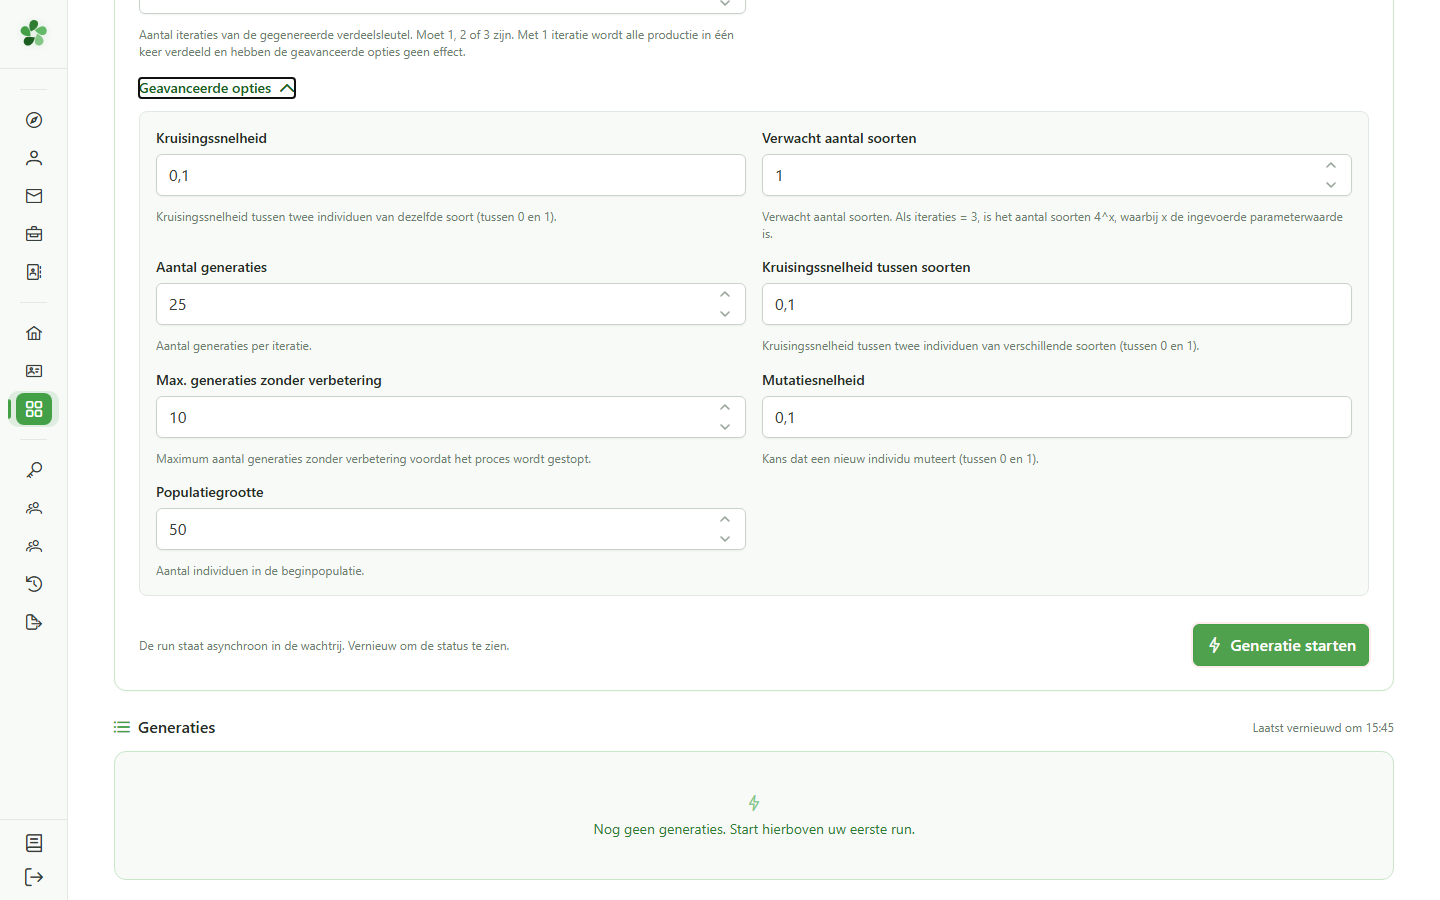 Aantal iteraties van de gegenereerde verdeelsleutel. Moet 1, 2 of 3 zijn. Met 1 iteratie wordt alle productie in één
keer verdeeld en hebben de geavanceerde opties geen effect.
Geavanceerde opties
Kruisingssnelheid
0,1
Kruisingssnelheid tussen twee individuen van dezelfde soort (tussen 0 en 1).
Verwacht aantal soorten
1
Verwacht aantal soorten. Als iteraties = 3, is het aantal soorten 4^x, waarbij x de ingevoerde parameterwaarde
is.
Aantal generaties
25
Aantal generaties per iteratie.
Kruisingssnelheid tussen soorten
0,1
Kruisingssnelheid tussen twee individuen van verschillende soorten (tussen 0 en 1).
Max. generaties zonder verbetering
10
Maximum aantal generaties zonder verbetering voordat het proces wordt gestopt.
Mutatiesnelheid
0,1
Kans dat een nieuw individu muteert (tussen 0 en 1).
Populatiegrootte
50
Aantal individuen in de beginpopulatie.
De run staat asynchroon in de wachtrij. Vernieuw om de status te zien.
Generatie starten
Generaties
Laatst vernieuwd om 15:45
Nog geen generaties. Start hierboven uw eerste run.